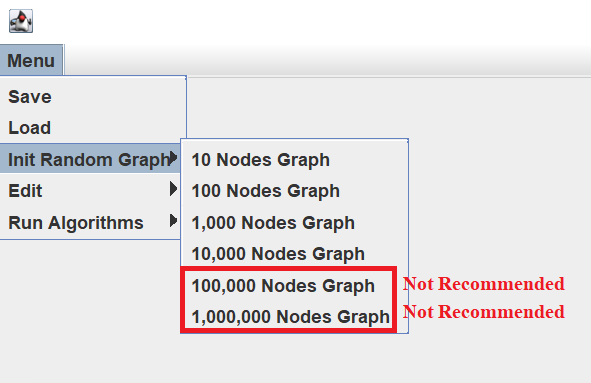 Menu
Save
Load
Init Random Graph
Edit
Run Algorithms
10 Nodes Graph
100 Nodes Graph
1,000 Nodes Graph
10,000 Nodes Graph
100,000 Nodes Graph Not Recommended
1,000,000 Nodes Graph Not Recommended